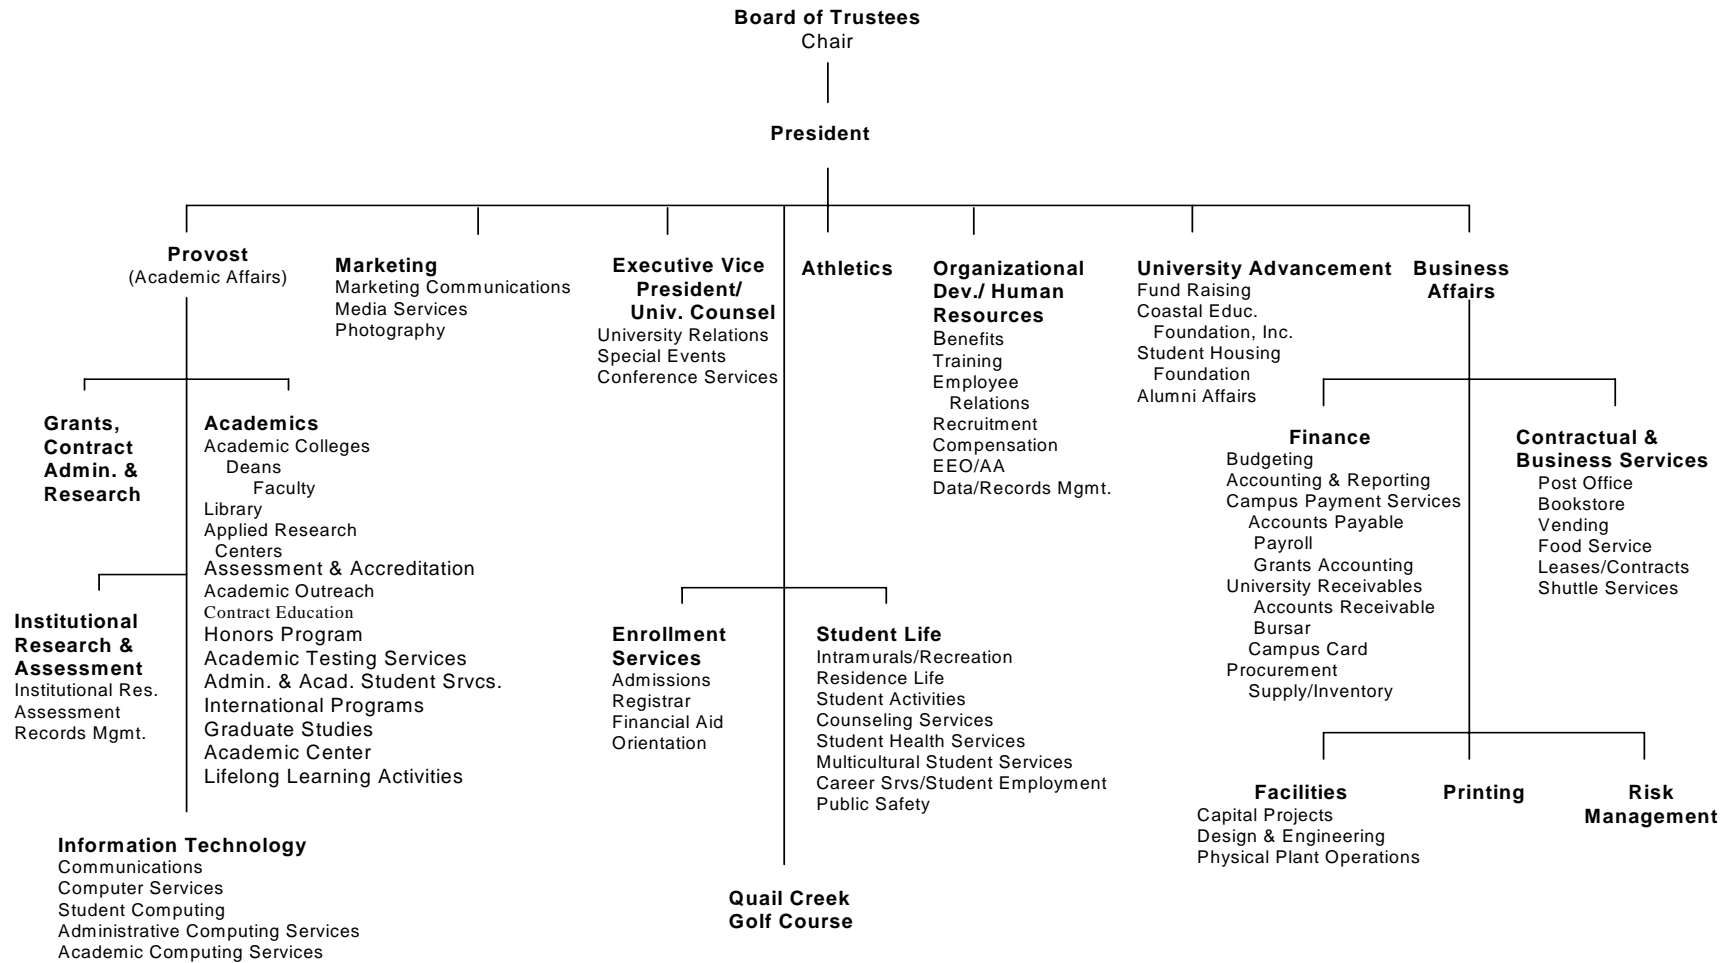 Board of Trustees
Chair
President
Provost
(Academic Affairs)
Marketing
Marketing Communications
Media Services
Photography
Executive Vice
President/
Univ. Counsel
University Relations
Special Events
Conference Services
Athletics
Organizational
Dev./ Human
Resources
Benefits
Training
Employee
Relations
Recruitment
Compensation
EEO/AA
Data/Records Mgmt.
University Advancement
Fund Raising
Coastal Educ.
Foundation, Inc.
Student Housing
Foundation
Alumni Affairs
Business
Affairs
Grants,
Contract
Admin. &
Research
Academics
Academic Colleges
Deans
Faculty
Library
Applied Research
Centers
Assessment & Accreditation
Academic Outreach
Contract Education
Honors Program
Academic Testing Services
Admin. & Acad. Student Srvcs.
International Programs
Graduate Studies
Academic Center
Lifelong Learning Activities
Institutional
Research &
Assessment
Institutional Res.
Assessment
Records Mgmt.
Information Technology
Communications
Computer Services
Student Computing
Administrative Computing Services
Academic Computing Services
Enrollment
Services
Admissions
Registrar
Financial Aid
Orientation
Student Life
Intramurals/Recreation
Residence Life
Student Activities
Counseling Services
Student Health Services
Multicultural Student Services
Career Srvs/Student Employment
Public Safety
Quail Creek
Golf Course
Finance
Budgeting
Accounting & Reporting
Campus Payment Services
Accounts Payable
Payroll
Grants Accounting
University Receivables
Accounts Receivable
Bursar
Campus Card
Procurement
Supply/Inventory
Contractual &
Business Services
Post Office
Bookstore
Vending
Food Service
Leases/Contracts
Shuttle Services
Facilities
Capital Projects
Design & Engineering
Physical Plant Operations
Printing
Risk
Management